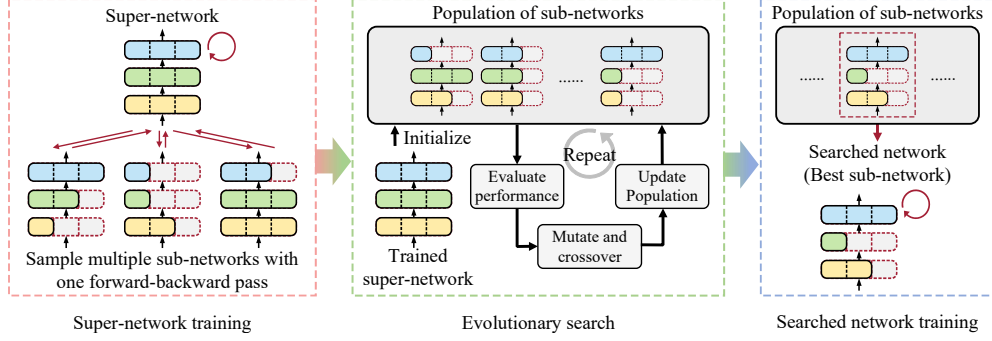 Super-network
Sample multiple sub-networks with
one forward-backward pass
Super-network training
Population of sub-networks
......
Initialize
Trained
super-network
Evaluate
performance
Repeat
Update
Population
Mutate and
crossover
Evolutionary search
Population of sub-networks
......
......
Searched network
(Best sub-network)
Searched network training